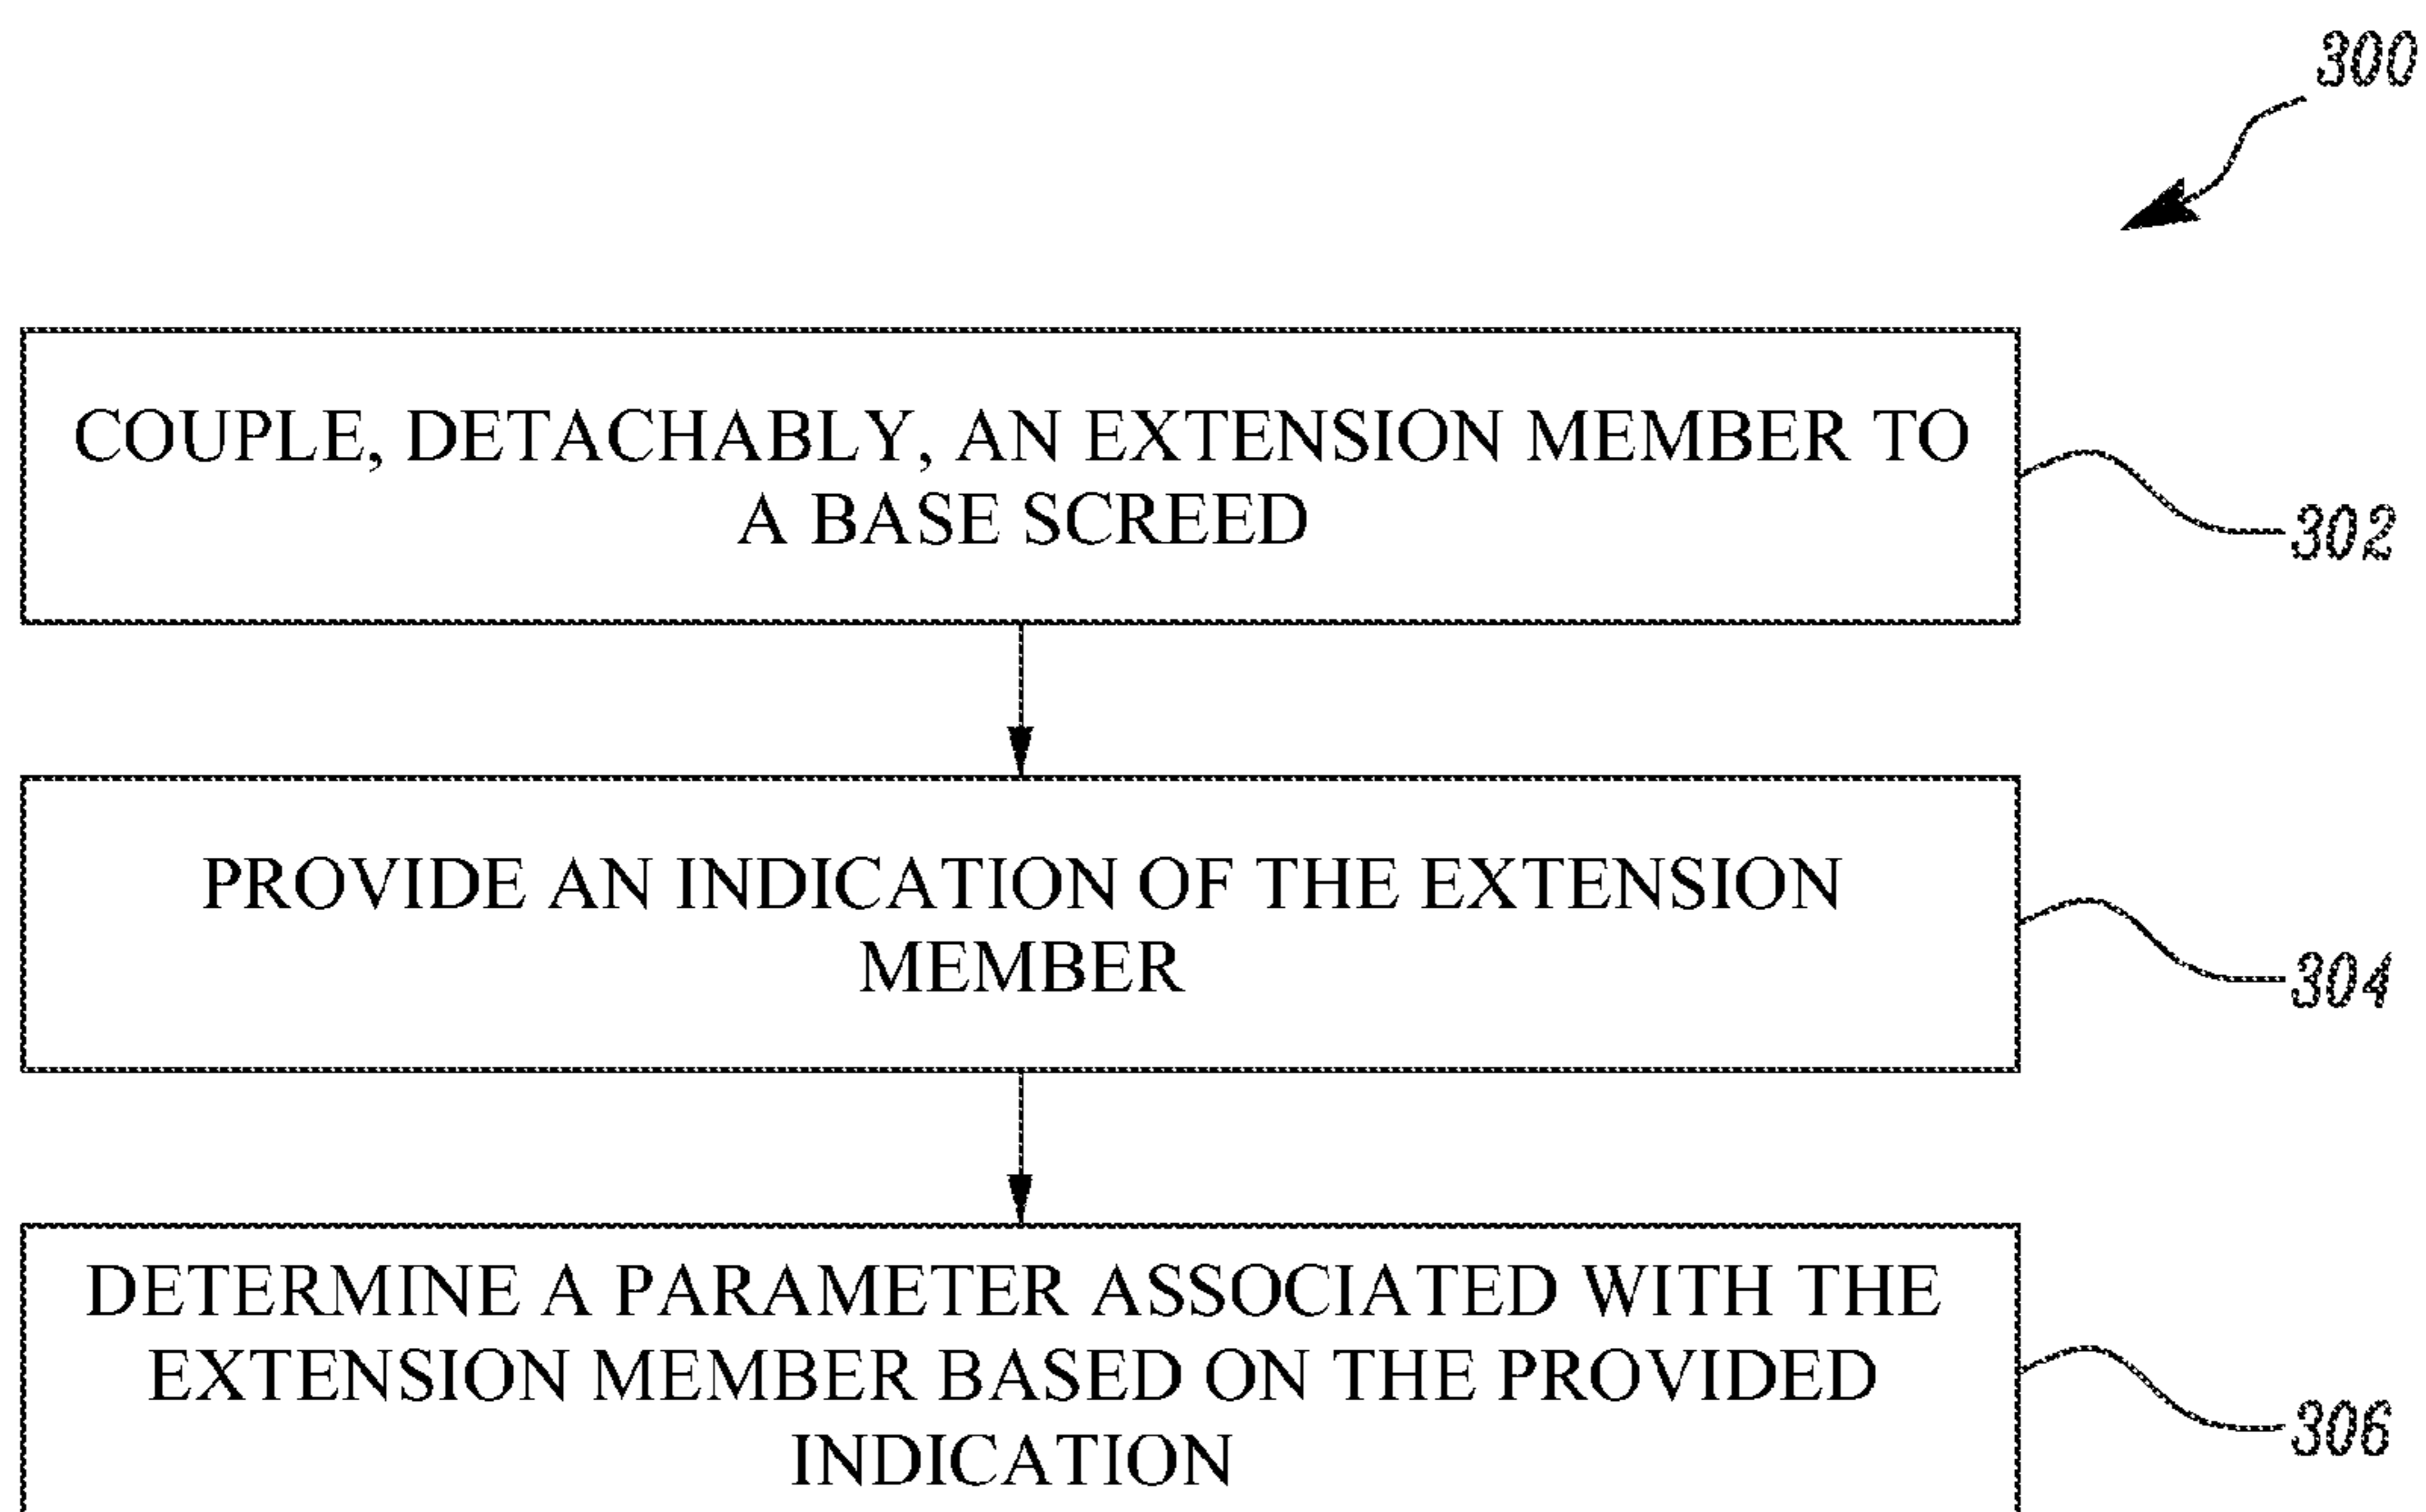 300
COUPLE, DETACHABLY, AN EXTENSION MEMBER TO
A BASE SCREED
302
PROVIDE AN INDICATION OF THE EXTENSION
MEMBER
304
DETERMINE A PARAMETER ASSOCIATED WITH THE
EXTENSION MEMBER BASED ON THE PROVIDED
INDICATION
306